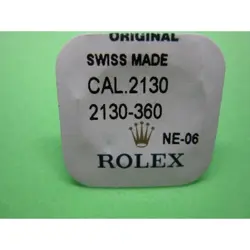 ORIGINAL
SWISS MADE
CAL.2130
2130-360
NE-06
ROLEX